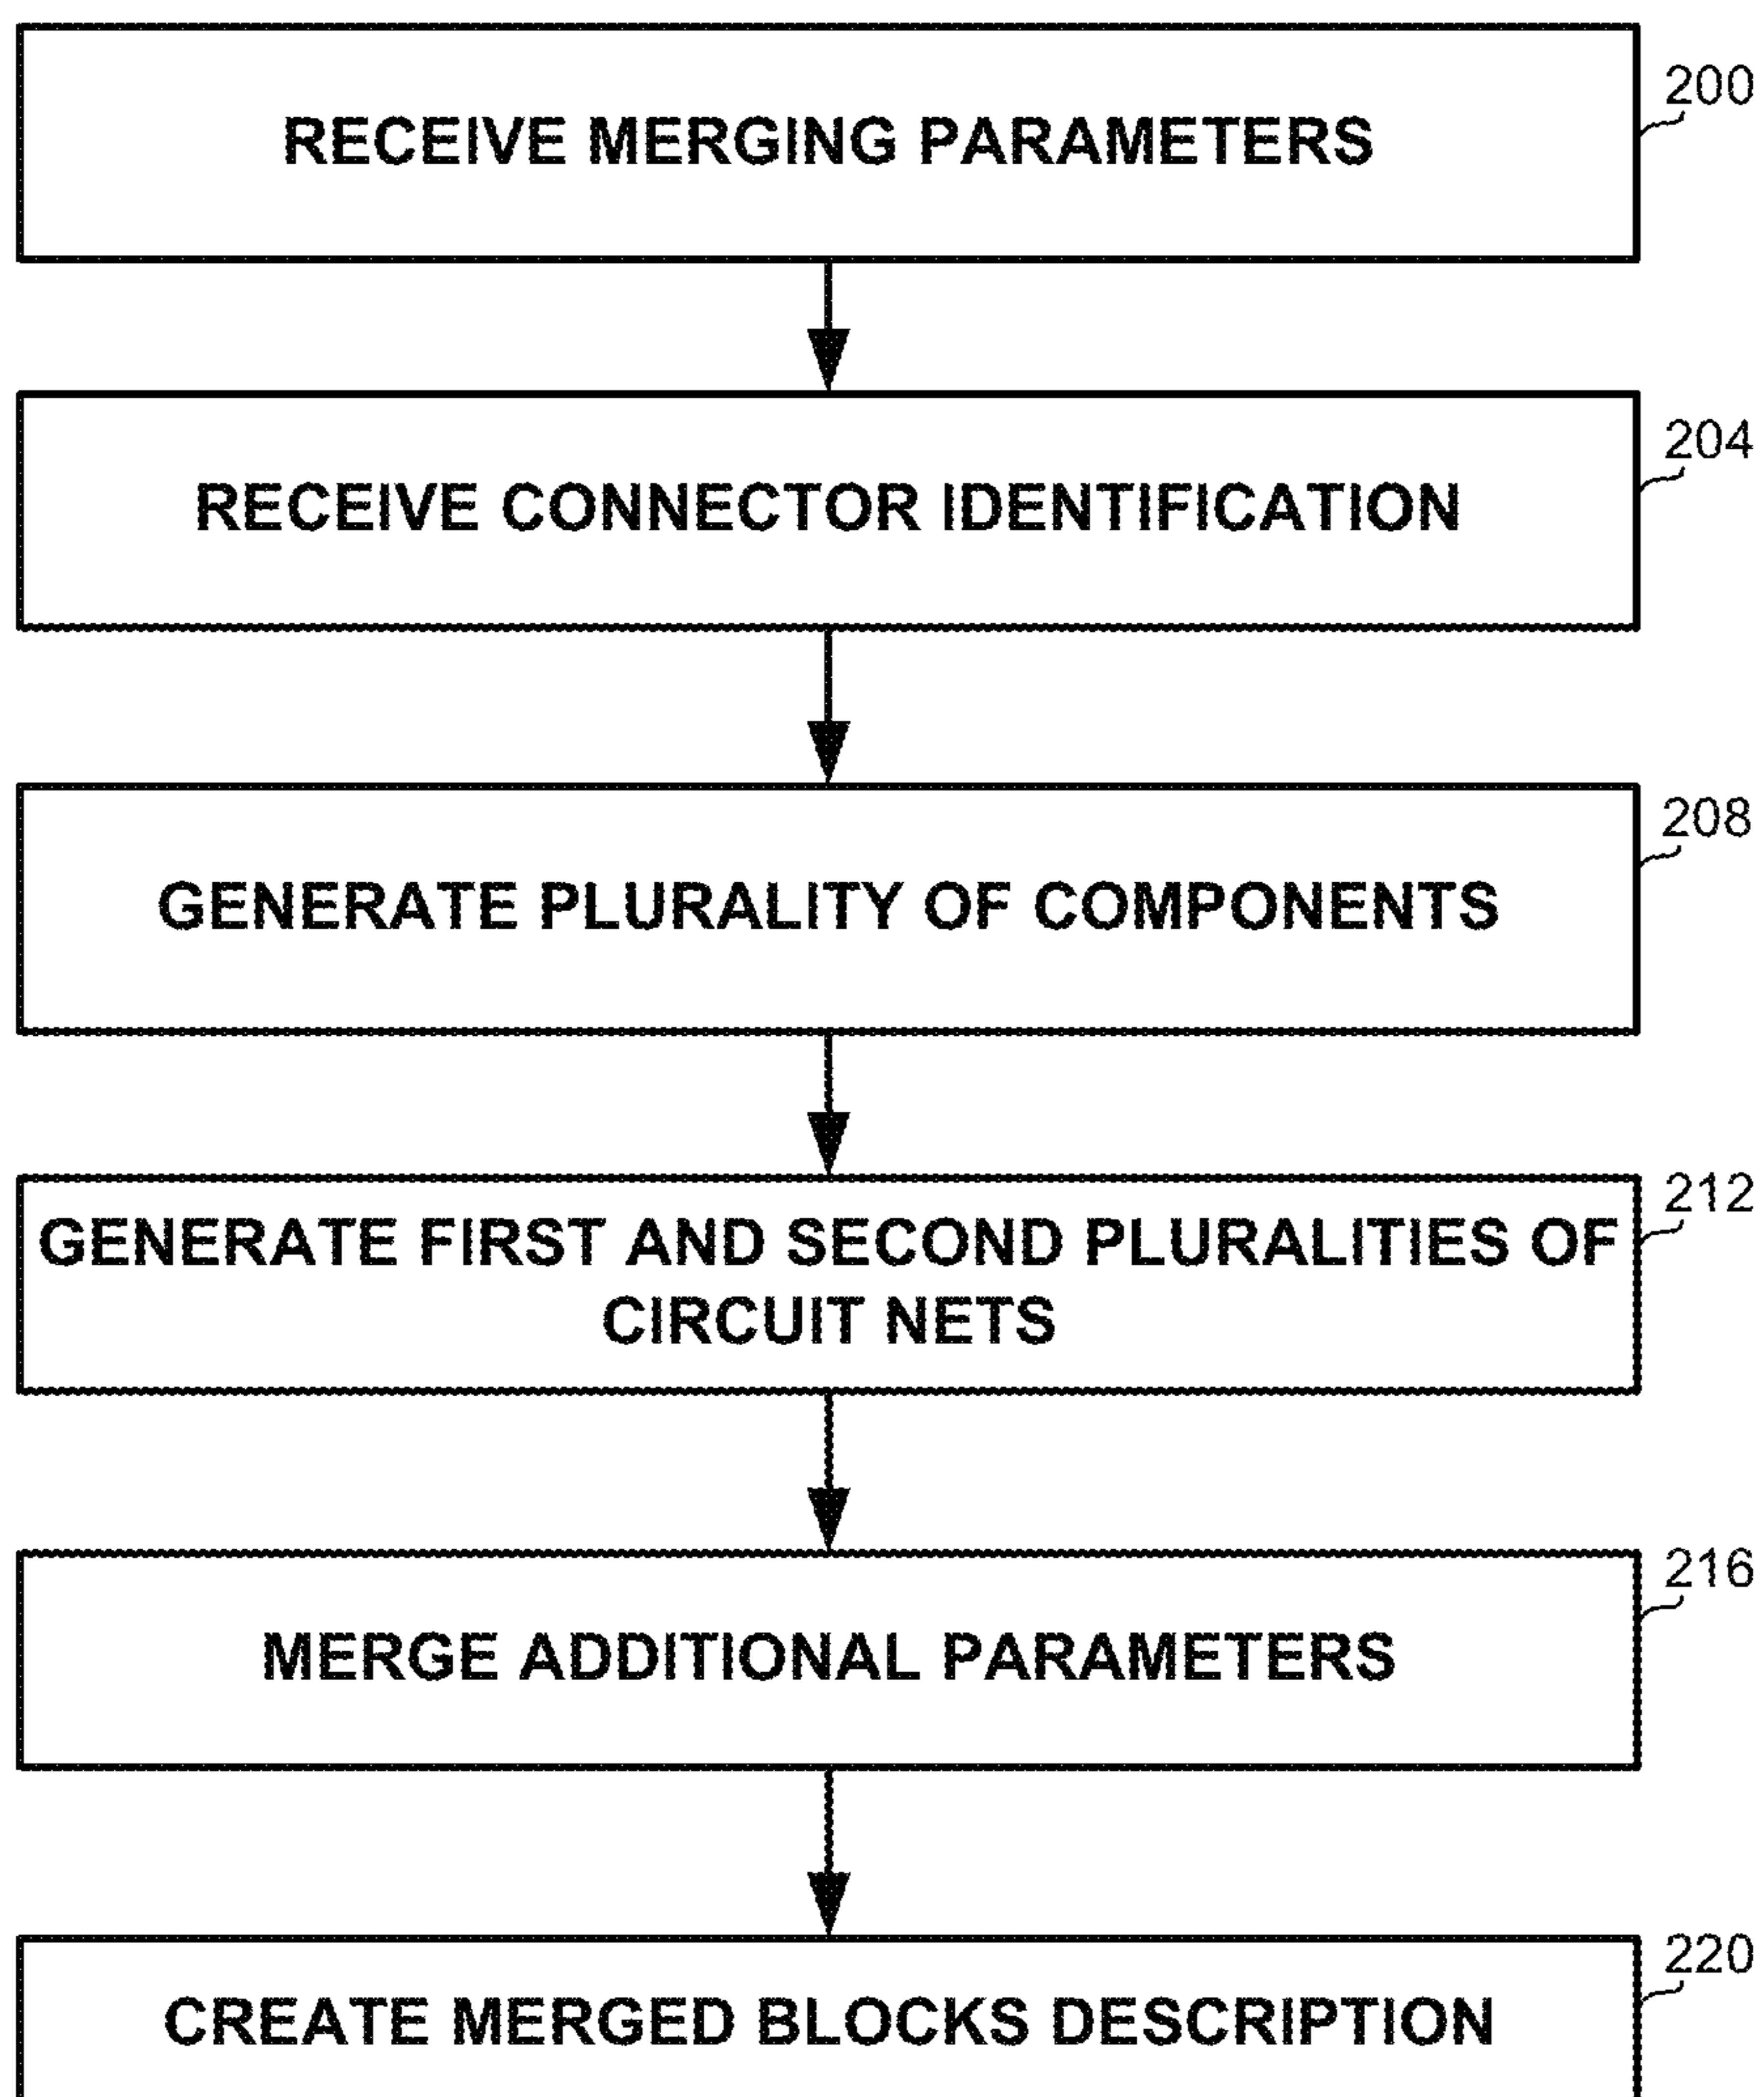 RECEIVE MERGING PARAMETERS
200
RECEIVE CONNECTOR IDENTIFICATION
204
GENERATE PLURALITY OF COMPONENTS
208
GENERATE FIRST AND SECOND PLURALITIES OF
CIRCUIT NETS
212
MERGE ADDITIONAL PARAMETERS
216
CREATE MERGED BLOCKS DESCRIPTION
220